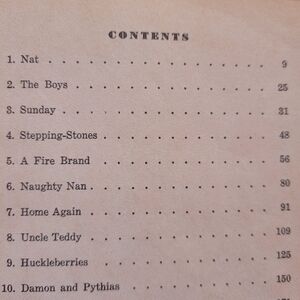 CONTENTS
1. Nat . . . . . . . . . . . . . 9
2. The Boys . . . . . . . . . . . 25
3. Sunday . . . . . . . . . . . . 31
4. Stepping-Stones . . . . . . . . . 48
5. A Fire Brand . . . . . . . . . . 56
6. Naughty Nan . . . . . . . . . . 80
7. Home Again . . . . . . . . . . 91
8. Uncle Teddy . . . . . . . . . . 109
9. Huckleberries . . . . . . . . . . 125
10. Damon and Pythias . . . . . . . . 150